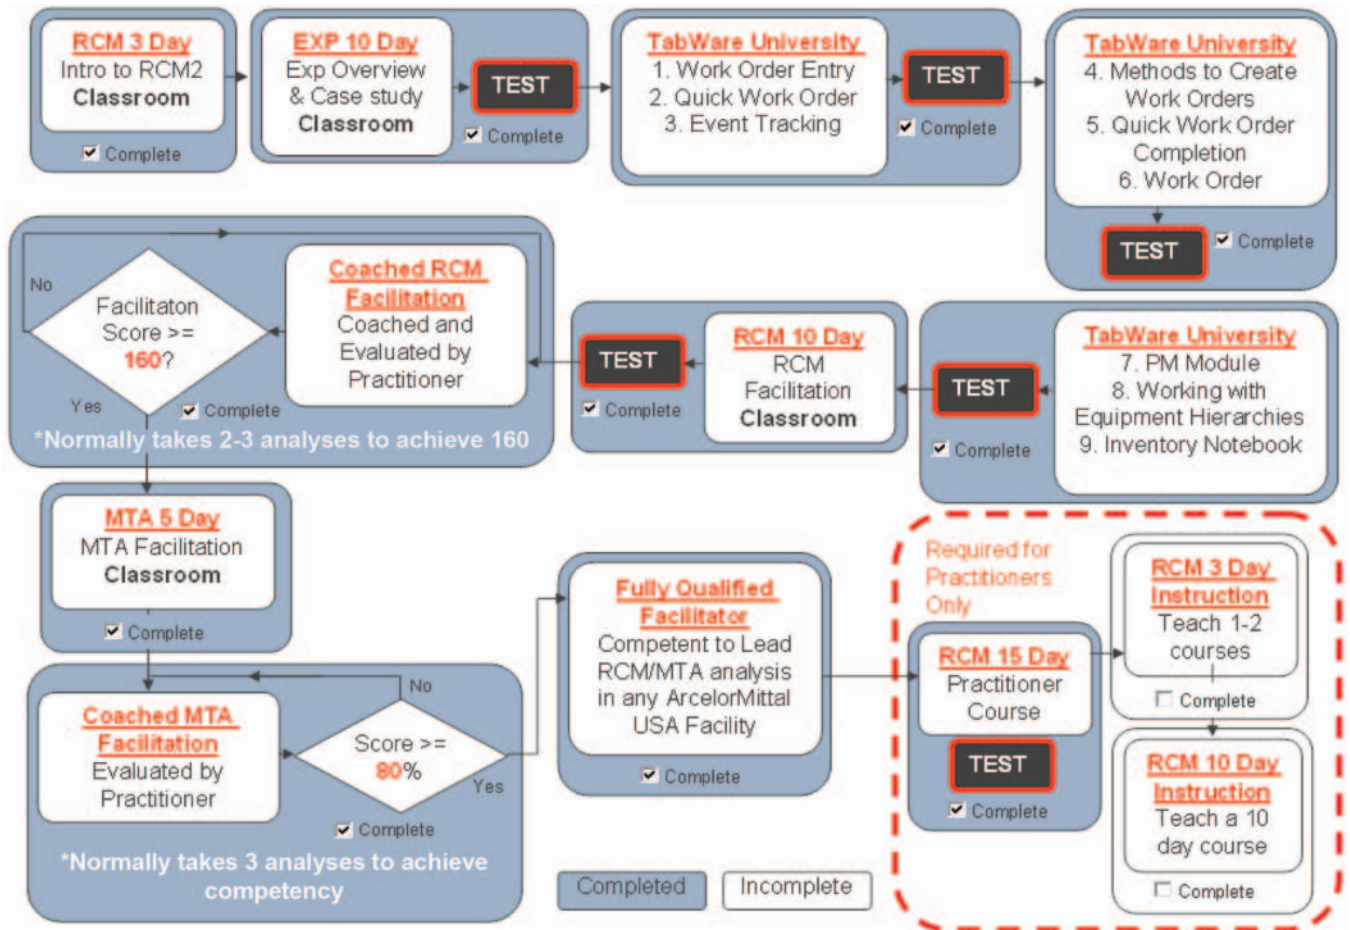 RCM 3 Day
Intro to RCM2
Classroom
Complete
EXP 10 Day
Exp Overview
& Case study
Classroom
TEST
Complete
TabWare University
1. Work Order Entry
2. Quick Work Order
3. Event Tracking
TEST
Complete
TabWare University
4. Methods to Create
Work Orders
5. Quick Work Order
Completion
6. Work Order
TEST
Complete
TabWare University
7. PM Module
8. Working with
Equipment Hierarchies
9. Inventory Notebook
TEST
Complete
RCM 10 Day
RCM
Facilitation
Classroom
TEST
Complete
Coached RCM
Facilitation
Coached and
Evaluated by
Practitioner
No
Facilitaton
Score >=
160?
Yes
Complete
*Normally takes 2-3 analyses to achieve 160
MTA 5 Day
MTA Facilitation
Classroom
Complete
Coached MTA
Facilitation
Evaluated by
Practitioner
No
Score >=
80%
Yes
Complete
*Normally takes 3 analyses to achieve
competency
Fully Qualified
Facilitator
Competent to Lead
RCM/MTA analysis
in any ArcelorMittal
USA Facility
Complete
Required for
Practitioners
Only
RCM 15 Day
Practitioner
Course
TEST
Complete
RCM 3 Day
Instruction
Teach 1-2
courses
Complete
RCM 10 Day
Instruction
Teach a 10
day course
Complete
Completed
Incomplete